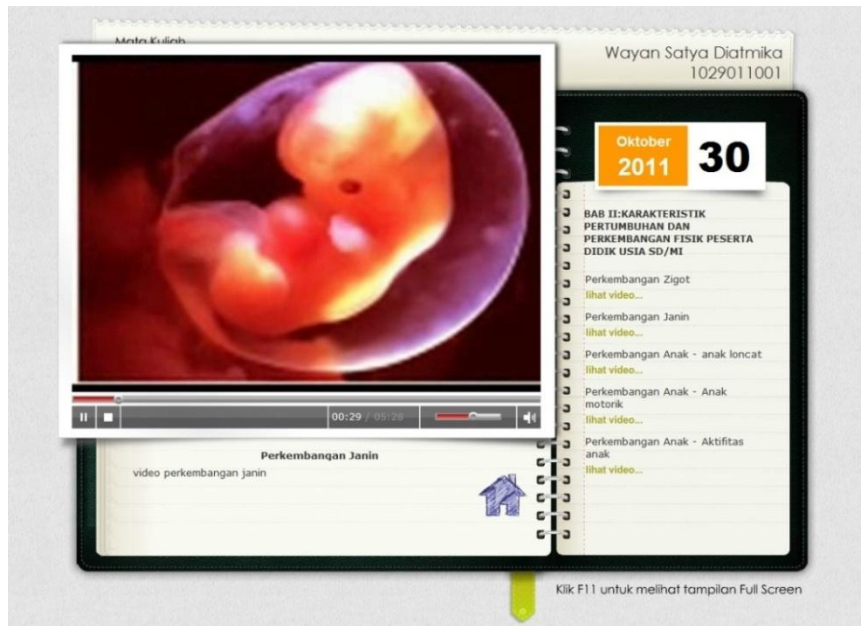 Mata Kuliah
Wayan Satya Diatmika
1029011001
Oktober
2011
30
BAB II:KARAKTERISTIK
PERTUMBUHAN DAN
PERKEMBANGAN FISIK PESERTA
DIDIK USIA SD/MI
Perkembangan Zigot
lihat video...
Perkembangan Janin
lihat video...
Perkembangan Anak - anak loncat
lihat video...
Perkembangan Anak - Anak
motorik
lihat video...
Perkembangan Anak - Aktifitas
anak
lihat video...
00:29 / 05:28
Perkembangan Janin
video perkembangan janin
Klik F11 untuk melihat tampilan Full Screen